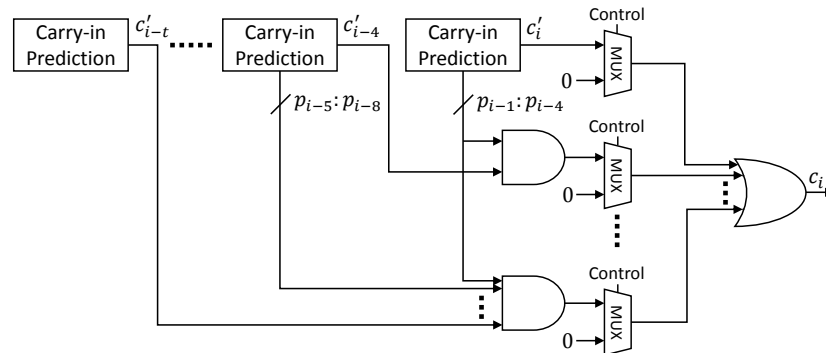 Carry-in Prediction
c'_{i-t}
Carry-in Prediction
c'_{i-4}
Carry-in Prediction
c'_i
Control
MUX
0
p_{i-5}: p_{i-8}
p_{i-1}: p_{i-4}
Control
MUX
0
c_i
Control
MUX
0